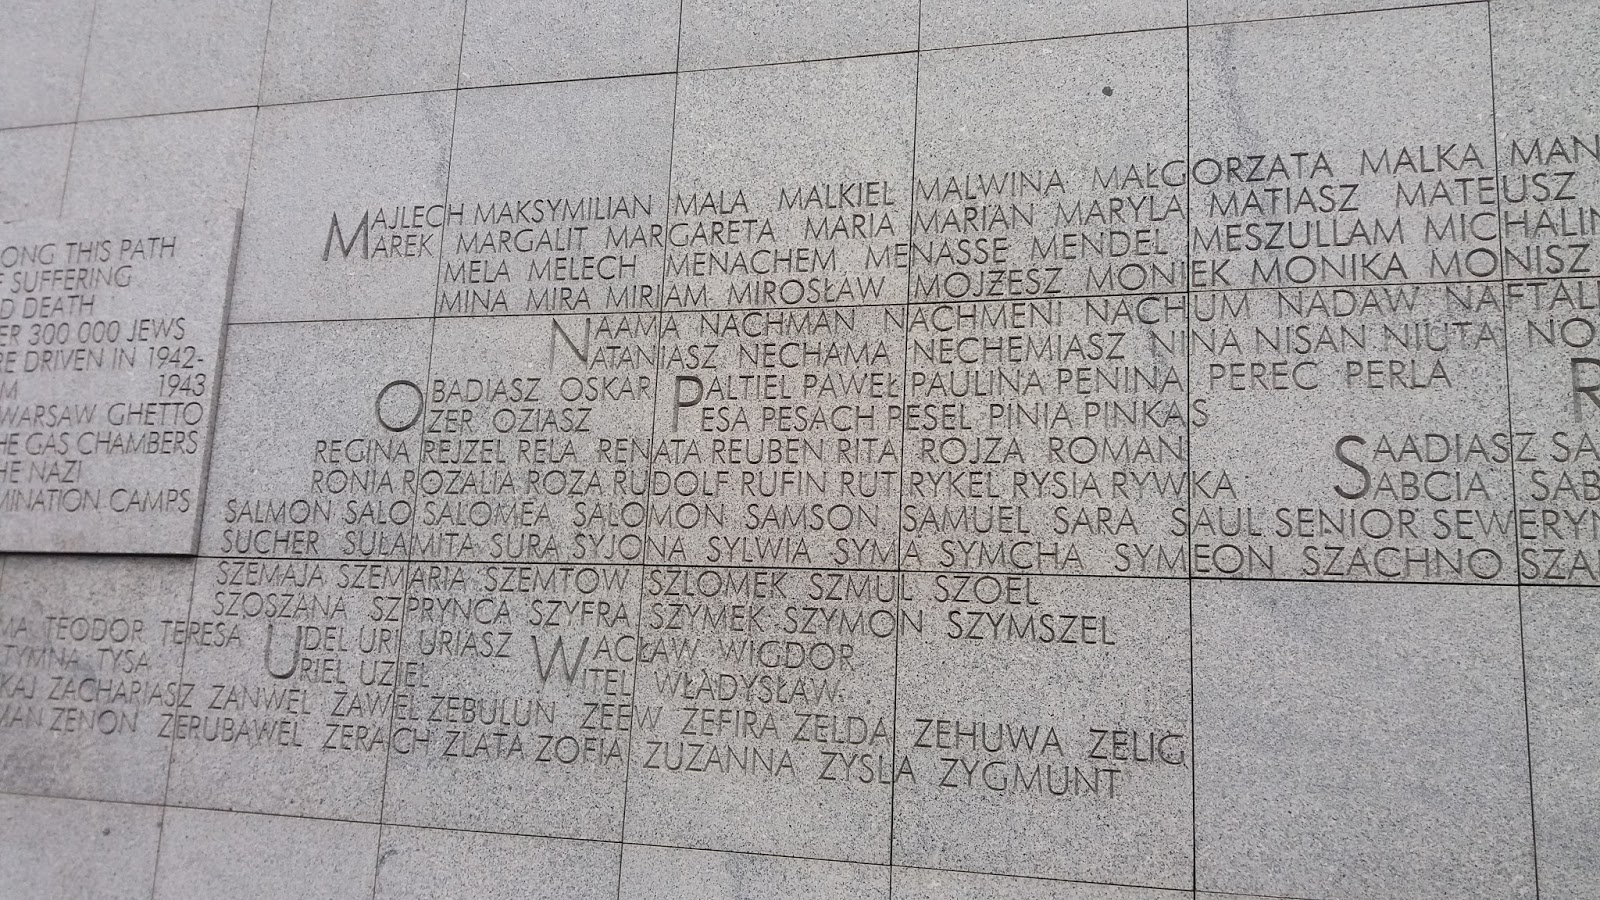 THIS PATH
SUFFERING
DEATH
300 000 JEWS
DRIVEN IN 1942-
1943
WARSAW GHETTO
GAS CHAMBERS
NAZI
CAMPS
MAJLECH MAKSYMILIAN MALA MALKIEL MALWINA MAŁGORZATA MALKA
MAREK MARGALIT MARGARETA MARIA MARIAN MARYLA MATIASZ MATEUSZ
MELA MELECH MENACHEM MENASSE MENDEL MESZULLAM
MINA MIRA MIRIAM MIROSŁAW MOJŻESZ MONIEK MONIKA MONISZ
NAAMA NACHMAN NACHMENI NACHUM NADAW
NATANIASZ NECHAMA NECHEMIASZ NINA NISAN NIUTA
OBADIASZ OSKAR PALTIEL PAWEŁ PAULINA PENINA PEREC PERLA
OZER OZIASZ PESA PESACH PESEL PINIA PINKAS
REGINA REJZEL RELA RENATA REUBEN RITA ROJZA ROMAN SAADIASZ
RONIA ROZALIA ROZA RUDOLF RUFIN RUT RYKEL RYSIA RYWKA SABCIA
SALMON SALO SALOMEA SALOMON SAMSON SAMUEL SARA SAUL SENIOR
SUCHER SULAMITA SURA SYJONA SYLWIA SYMA SYMCHA SYMEON SZACHNO
SZEMAJA SZEMARIA SZEMTOW SZLOMEK SZMUL SZOEL
SZOSZANA SZPRYNCA SZYFRA SZYMEK SZYMON SZYMSZEL
TEODOR TERESA UDEL URI URIASZ WACŁAW WIGDOR
TYSA URIEL UZIEL WITEL WŁADYSŁAW
ZACHARIASZ ZANWEL ZAWEL ZEBULUN ZEEW ZEFIRA ZELDA ZEHUWA ZELIG
ZENON ZERUBAWEL ZERACH ZLATA ZOFIA ZUZANNA ZYSLA ZYGMUNT